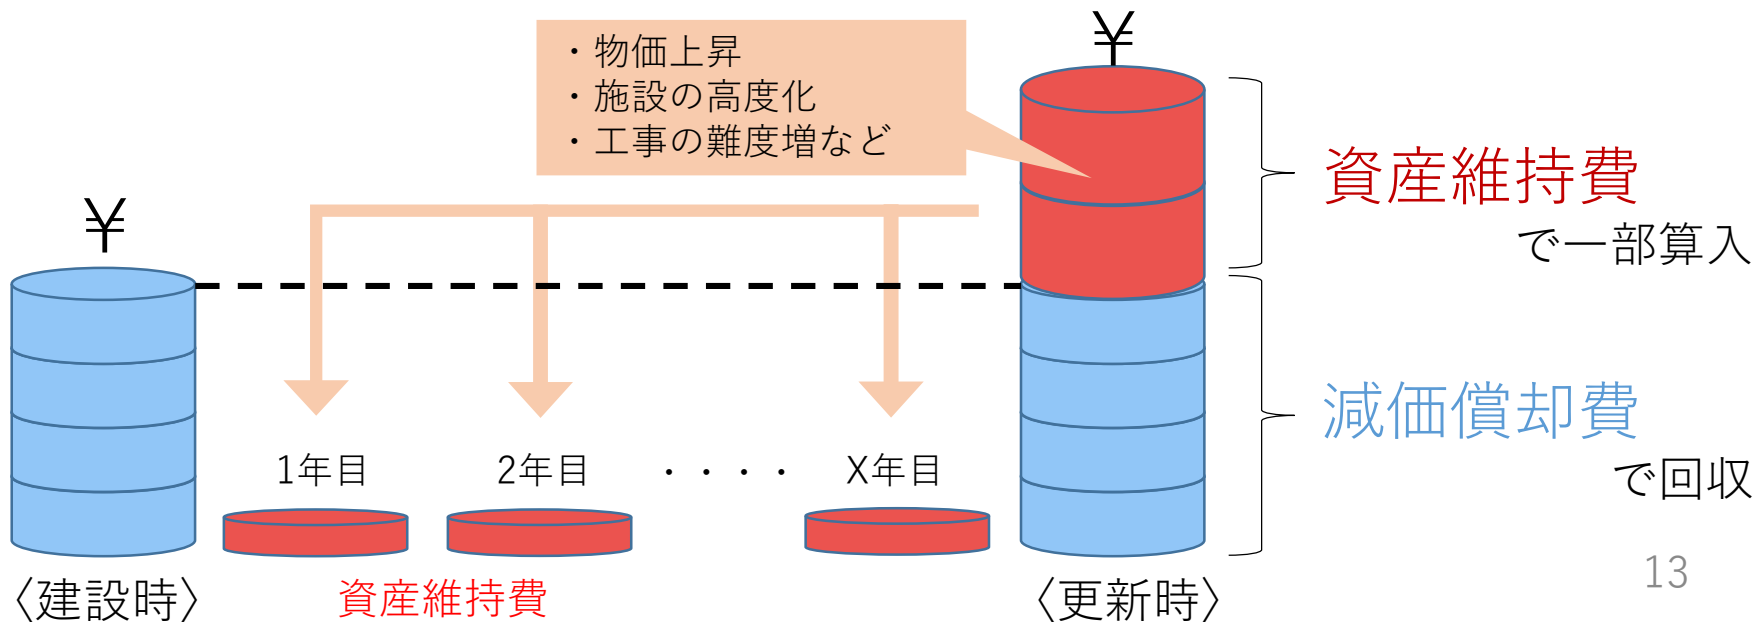 ・物価上昇
・施設の高度化
・工事の難度増など
¥
¥
資産維持費
で一部算入
減価償却費
で回収
1年目
2年目
・・・・
X年目
〈建設時〉
資産維持費
〈更新時〉
13